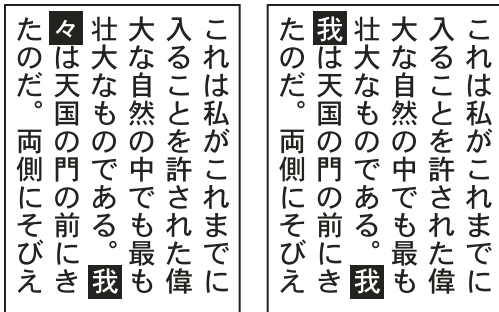 これは私がこれまでに
入ることを許された偉
大な自然の中でも最も
壮大なものである。我
々は天国の門の前にき
たのだ。両側にそびえ
これは私がこれまでに
入ることを許された偉
大な自然の中でも最も
壮大なものである。我
我は天国の門の前にき
たのだ。両側にそびえ